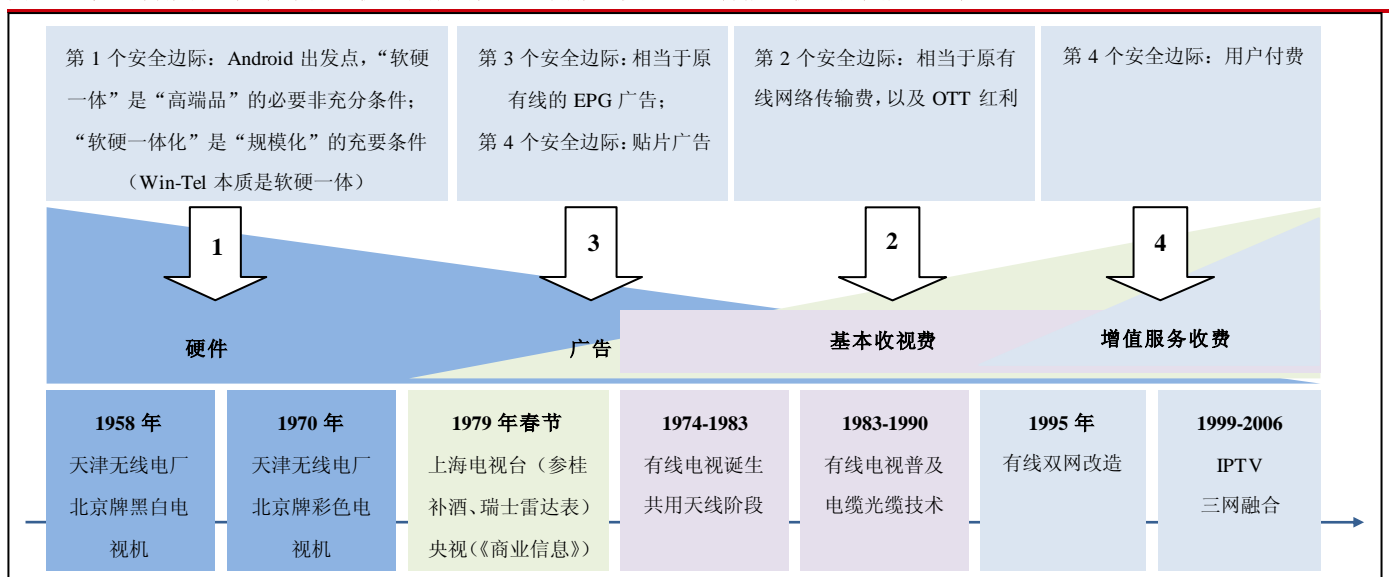 第 1 个安全边际：Android 出发点，“软硬
一体”是“高端品”的必要非充分条件；
“软硬一体化”是“规模化”的充要条件
（Win-Tel 本质是软硬一体）
第 3 个安全边际：相当于原
有线的 EPG 广告；
第 4 个安全边际：贴片广告
第 2 个安全边际：相当于原有
线网络传输费，以及 OTT 红利
第 4 个安全边际：用户付费
1
3
2
4
硬件
广告
基本收视费
增值服务收费
1958 年
天津无线电厂
北京牌黑白电
视机
1970 年
天津无线电厂
北京牌彩色电
视机
1979 年春节
上海电视台（参桂
补酒、瑞士雷达表）
央视（《商业信息》）
1974-1983
有线电视诞生
共用天线阶段
1983-1990
有线电视普及
电缆光缆技术
1995 年
有线双网改造
1999-2006
IPTV
三网融合